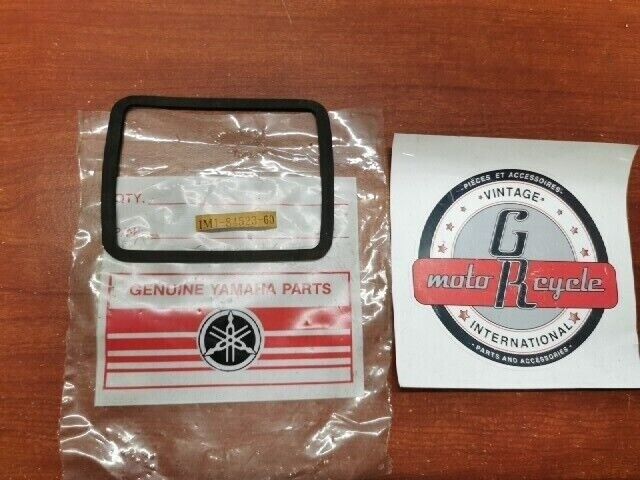 QTY.
1M1-84523-60
P.N.
GENUINE YAMAHA PARTS
PIÈCES ET ACCESSOIRES
VINTAGE
G
moto R cycle
INTERNATIONAL
PARTS AND ACCESSORIES